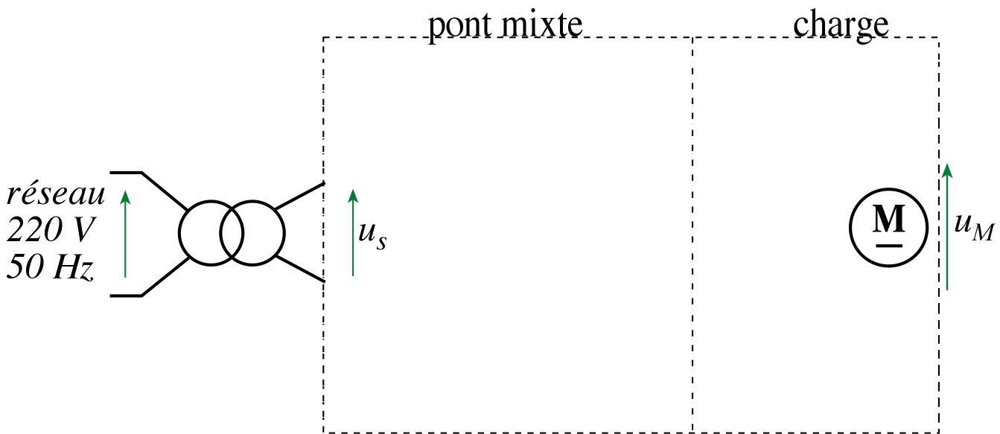 pont mixte
charge
réseau
220 V
50 Hz
u_s
M
u_M